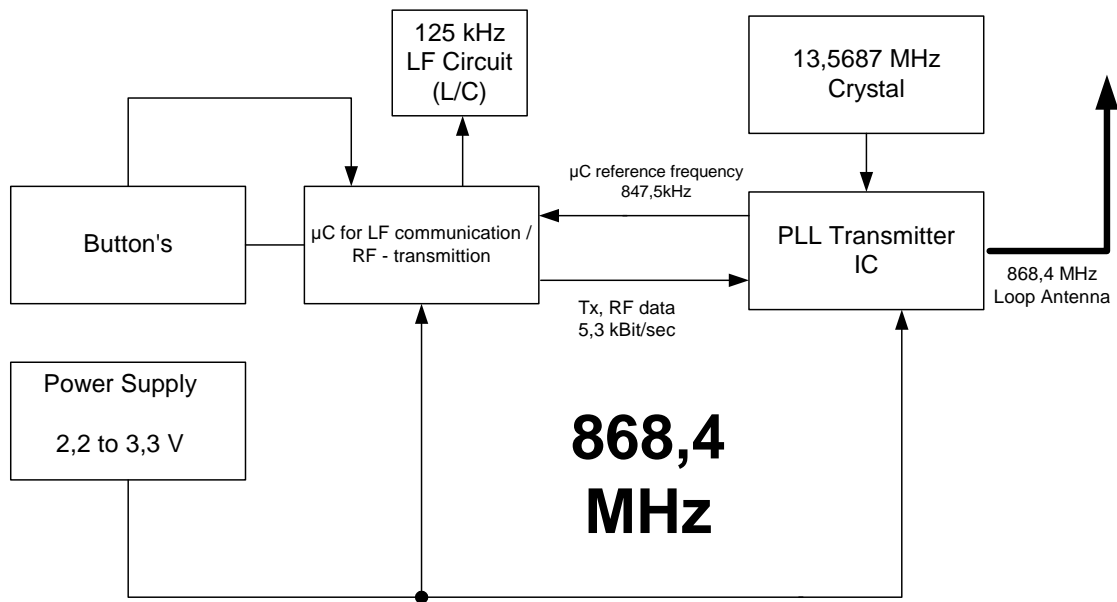 125 kHz
LF Circuit
(L/C)
13,5687 MHz
Crystal
µC reference frequency
847,5kHz
Button's
µC for LF communication /
RF - transmittion
PLL Transmitter
IC
868,4 MHz
Loop Antenna
Tx, RF data
5,3 kBit/sec
Power Supply
2,2 to 3,3 V
868,4
MHz